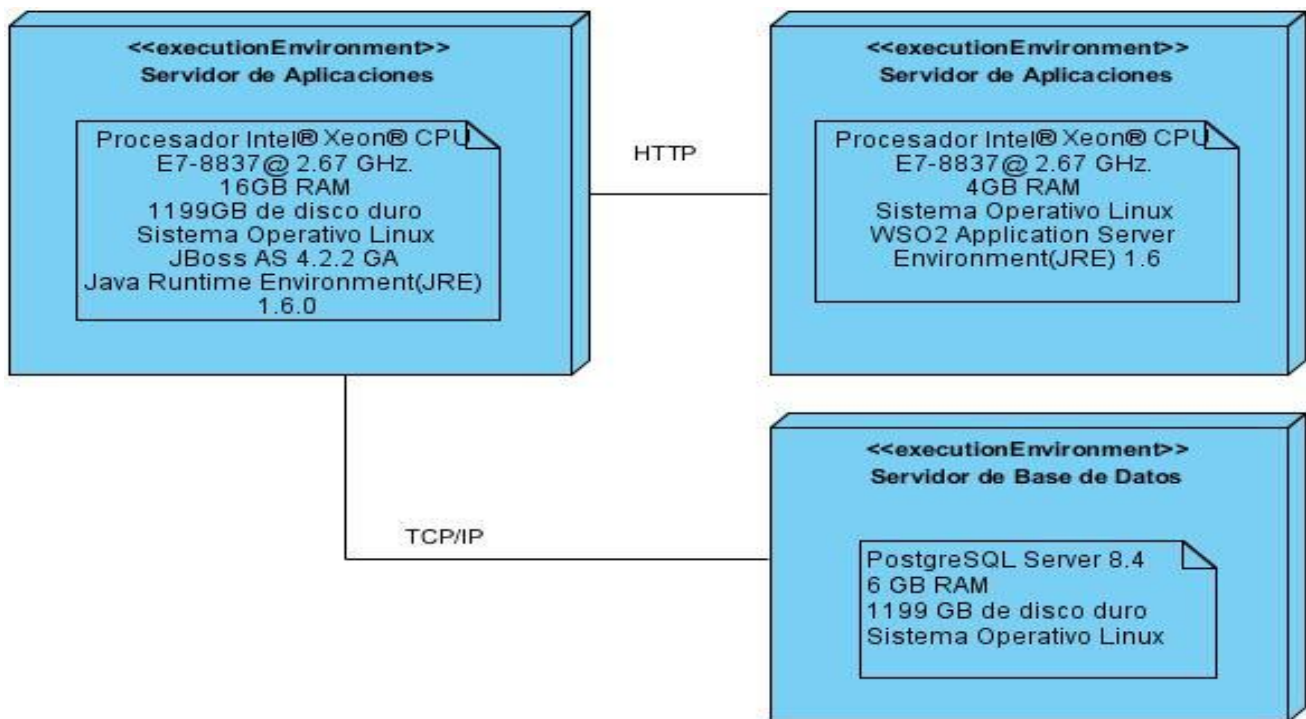 <<executionEnvironment>>
Servidor de Aplicaciones
Procesador Intel® Xeon® CPU
E7-8837@ 2.67 GHz.
16GB RAM
1199GB de disco duro
Sistema Operativo Linux
JBoss AS 4.2.2 GA
Java Runtime Environment(JRE)
1.6.0
HTTP
<<executionEnvironment>>
Servidor de Aplicaciones
Procesador Intel® Xeon® CPU
E7-8837@ 2.67 GHz.
4GB RAM
Sistema Operativo Linux
WSO2 Application Server
Environment(JRE) 1.6
TCP/IP
<<executionEnvironment>>
Servidor de Base de Datos
PostgreSQL Server 8.4
6 GB RAM
1199 GB de disco duro
Sistema Operativo Linux